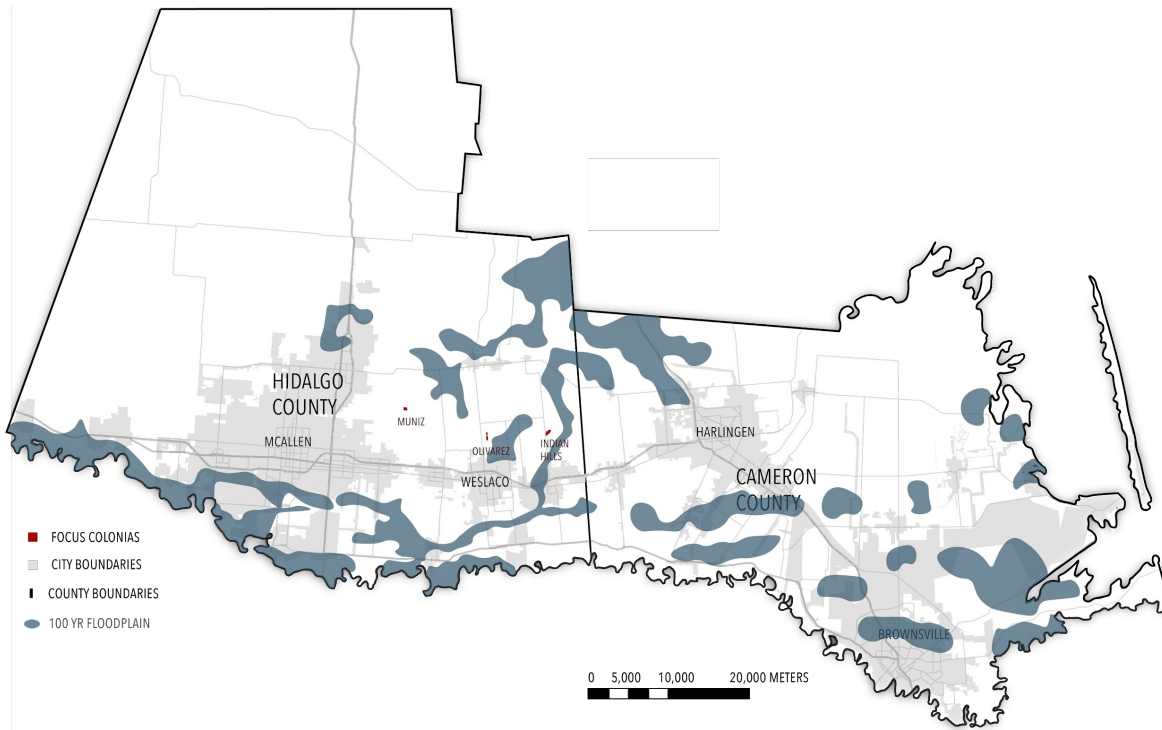 HIDALGO
COUNTY
MCALLEN
MUNIZ
OLIVAREZ
INDIAN
HILLS
WESLACO
HARLINGEN
CAMERON
COUNTY
BROWNSVILLE
FOCUS COLONIAS
CITY BOUNDARIES
COUNTY BOUNDARIES
100 YR FLOODPLAIN
0 5,000 10,000 20,000 METERS